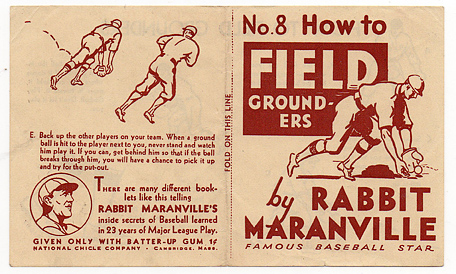 E. Back up the other players on your team. When a ground
ball is hit to the player next to you, never stand and watch
him play it. If you can, get behind him so that if the ball
breaks through him, you will have a chance to pick it up
and try for the put-out.
THERE are many different book-
lets like this telling
RABBIT MARANVILLE'S
inside secrets of Baseball learned
in 23 years of Major League Play.
GIVEN ONLY WITH BATTER-UP GUM 1¢
NATIONAL CHICLE COMPANY - CAMBRIDGE, MASS.
FOLD ON THIS LINE
No. 8 How to
FIELD
GROUND-
ERS
by RABBIT
MARANVILLE
FAMOUS BASEBALL STAR